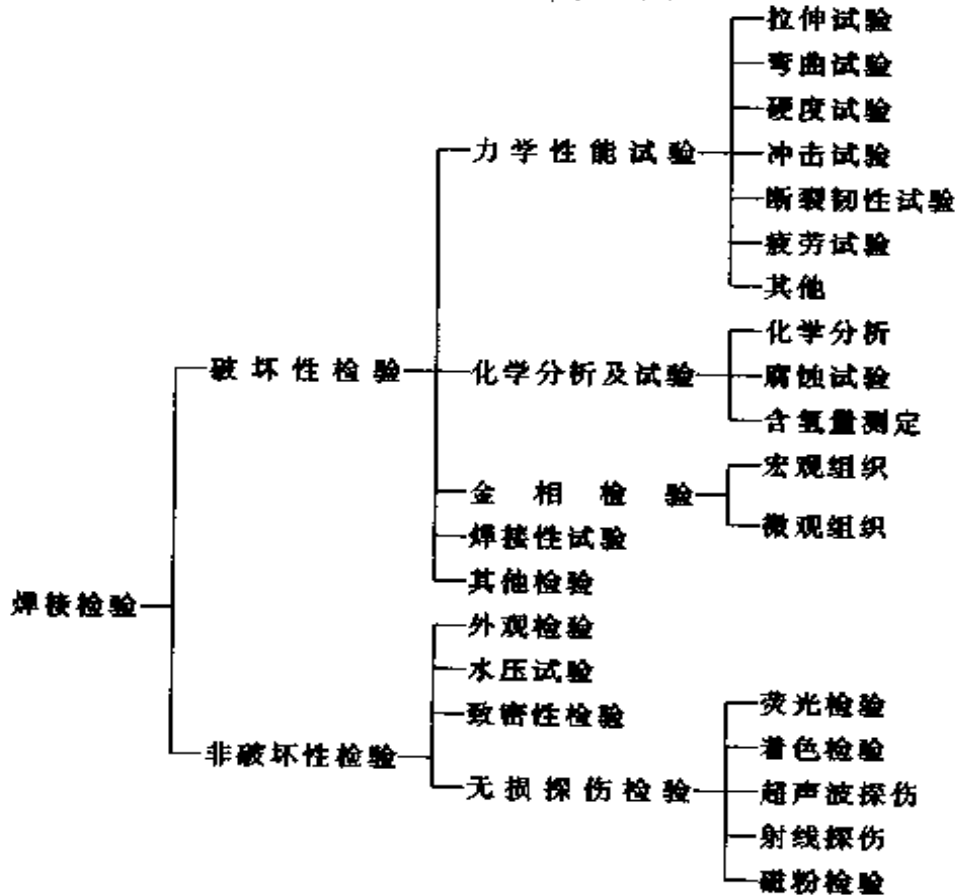 拉伸试验
弯曲试验
硬度试验
力学性能试验
冲击试验
断裂韧性试验
疲劳试验
其他
化学分析
破坏性检验
化学分析及试验
腐蚀试验
含氢量测定
宏观组织
金相检验
微观组织
焊接性试验
其他检验
焊接检验
外观检验
水压试验
致密性检验
荧光检验
非破坏性检验
着色检验
无损探伤检验
超声波探伤
射线探伤
磁粉检验